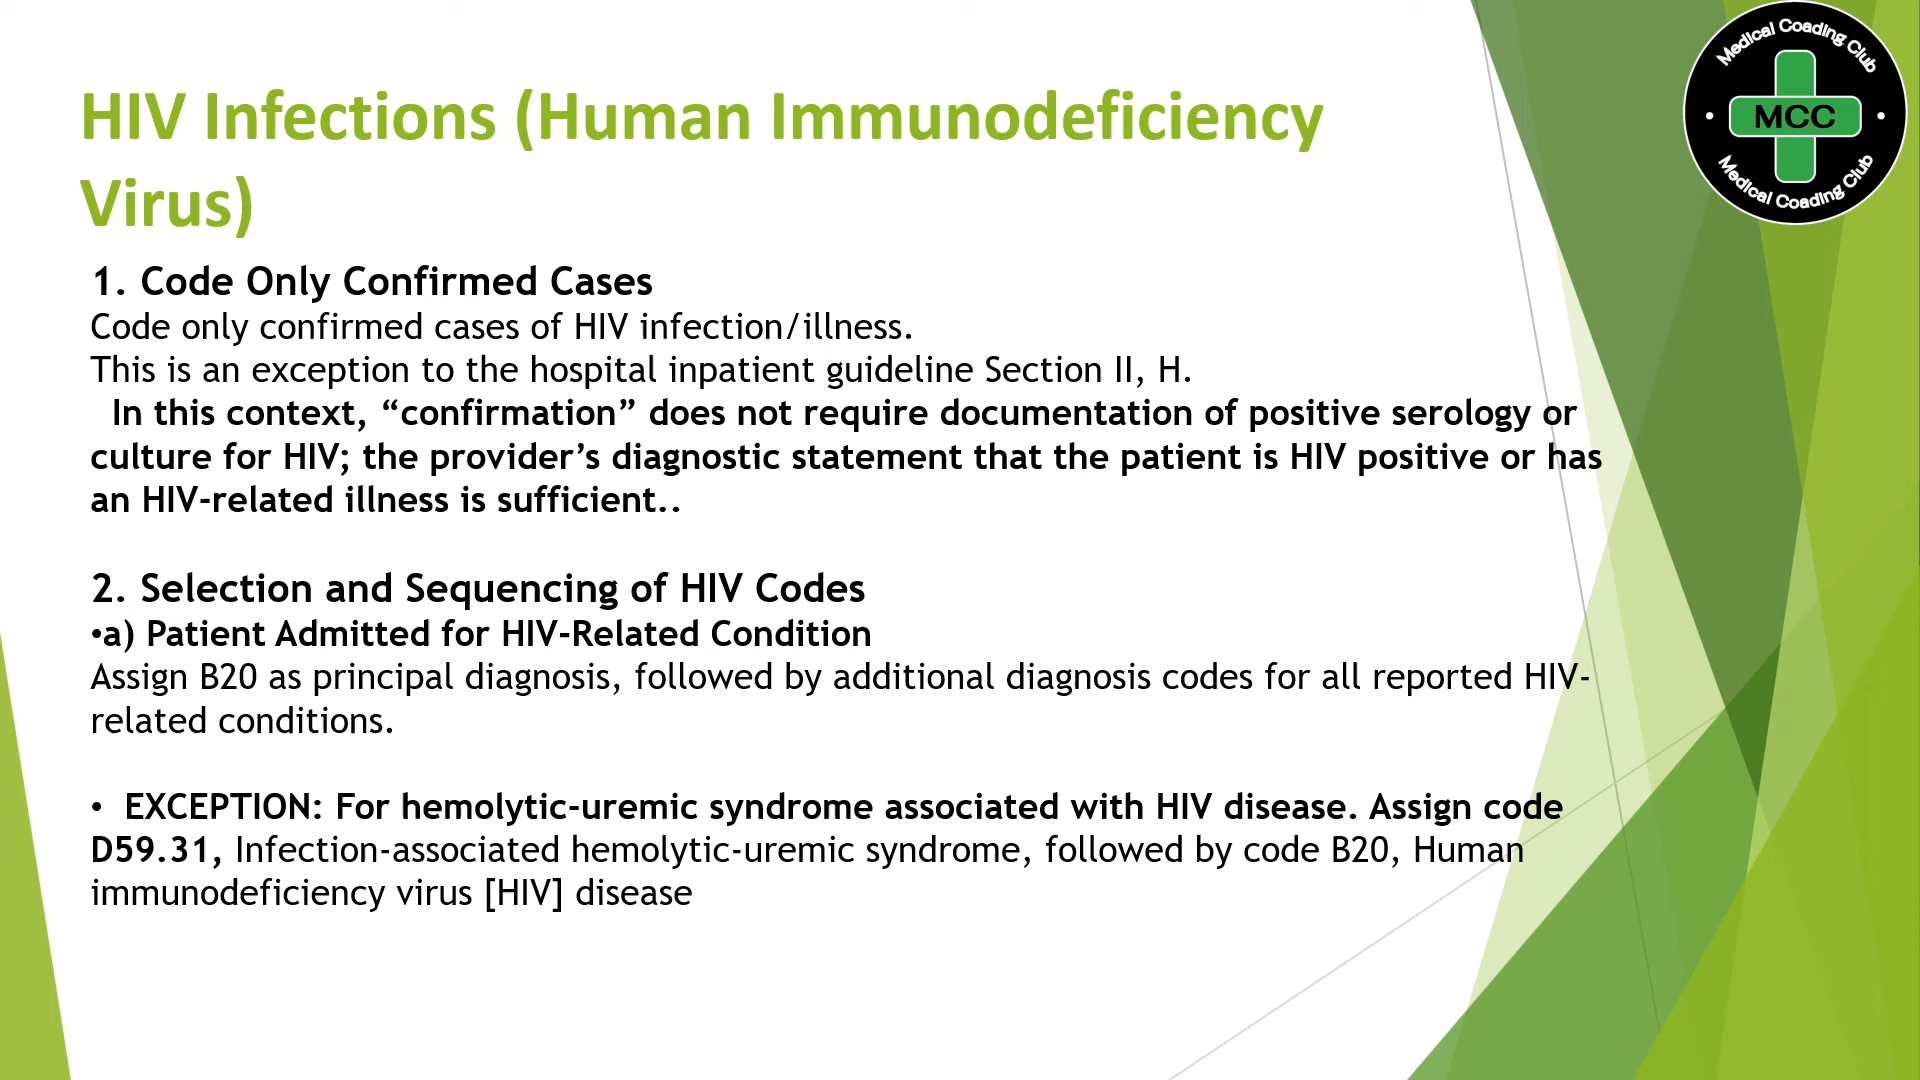 HIV Infections (Human Immunodeficiency
Virus)
Medical Coading Club
MCC
Medical Coading Club
1. Code Only Confirmed Cases
Code only confirmed cases of HIV infection/illness.
This is an exception to the hospital inpatient guideline Section II, H.
In this context, “confirmation” does not require documentation of positive serology or
culture for HIV; the provider’s diagnostic statement that the patient is HIV positive or has
an HIV-related illness is sufficient..
2. Selection and Sequencing of HIV Codes
•a) Patient Admitted for HIV-Related Condition
Assign B20 as principal diagnosis, followed by additional diagnosis codes for all reported HIV-
related conditions.
• EXCEPTION: For hemolytic-uremic syndrome associated with HIV disease. Assign code
D59.31, Infection-associated hemolytic-uremic syndrome, followed by code B20, Human
immunodeficiency virus [HIV] disease